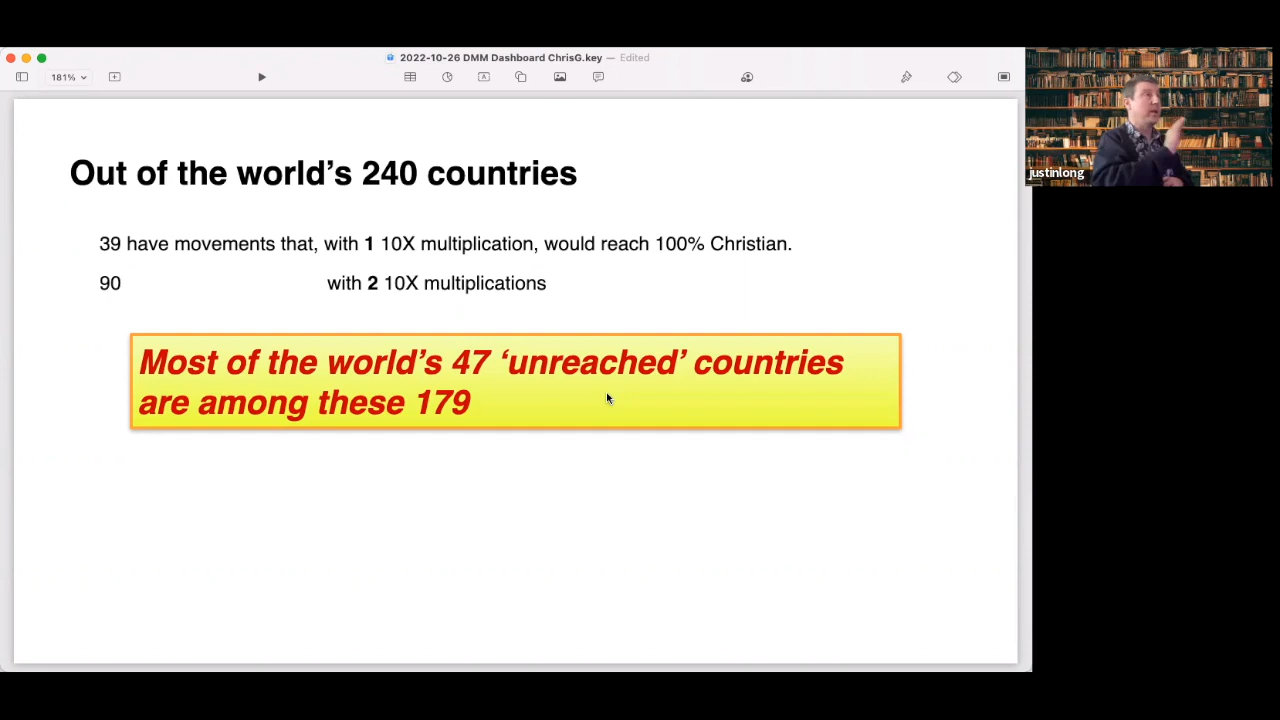 2022-10-26 DMM Dashboard ChrisG.key — Edited
181%
Out of the world’s 240 countries
39 have movements that, with 1 10X multiplication, would reach 100% Christian.
90 with 2 10X multiplications
Most of the world’s 47 ‘unreached’ countries
are among these 179
justinlong